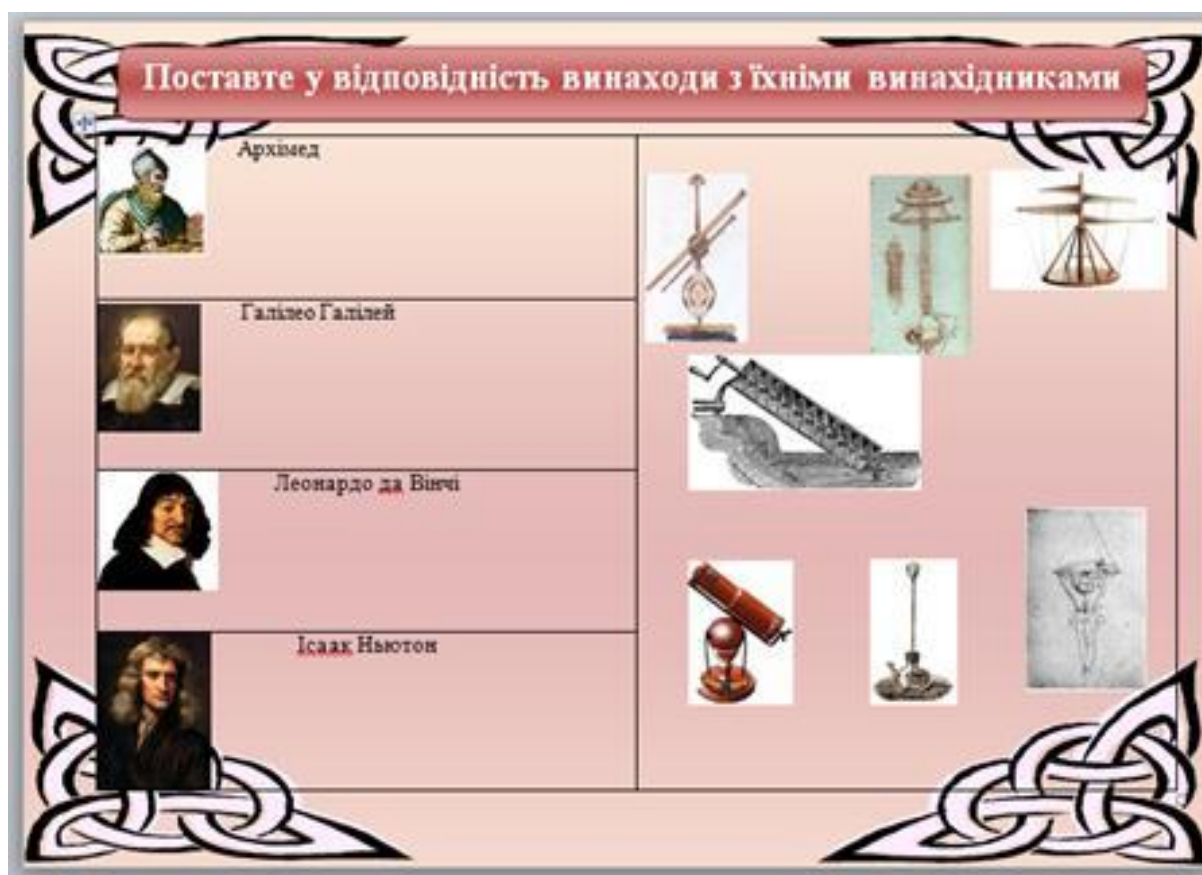 Поставте у відповідність винаходи з їхніми винахідниками
Архімед
Галілео Галілей
Леонардо да Вінчі
Ісаак Ньютон